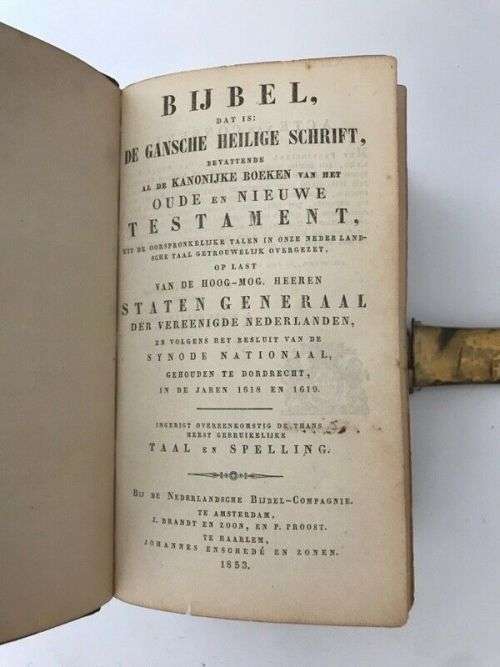 BIJBEL,
DAT IS:
DE GANSCHE HEILIGE SCHRIFT,
BEVATTENDE
AL DE KANONIJKE BOEKEN VAN HET
OUDE EN NIEUWE
TESTAMENT,
UIT DE OORSPRONKELIJKE TALEN IN ONZE NEDERLAND-
SCHE TAAL GETROUWELIJK OVERGEZET,
OP LAST
VAN DE HOOG-MOG. HEEREN
STATEN GENERAAL
DER VEREENIGDE NEDERLANDEN,
EN VOLGENS HET BESLUIT VAN DE
SYNODE NATIONAAL,
GEHOUDEN TE DORDRECHT,
IN DE JAREN 1618 EN 1619.
INGERIGT OVEREENKOMSTIG DE THANS
MEEST GEBRUIKELIJKE
TAAL EN SPELLING.
BIJ DE NEDERLANDSCHE BIJBEL-COMPAGNIE.
TE AMSTERDAM,
J. BRANDT EN ZOON, EN P. PROOST.
TE HAARLEM,
JOHANNES ENSCHEDÉ EN ZONEN.
1853.